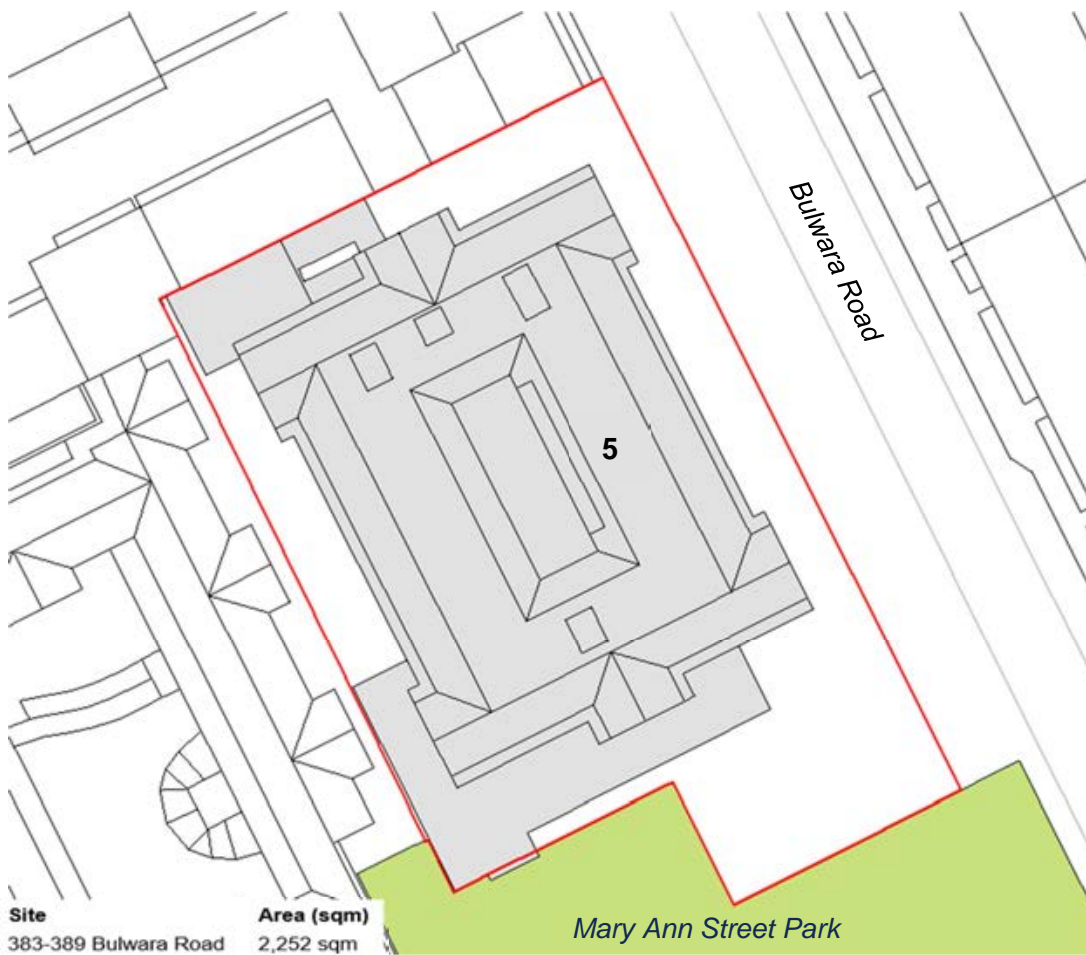 Bulwara Road
5
Mary Ann Street Park
Site Area (sqm)
383-389 Bulwara Road 2,252 sqm